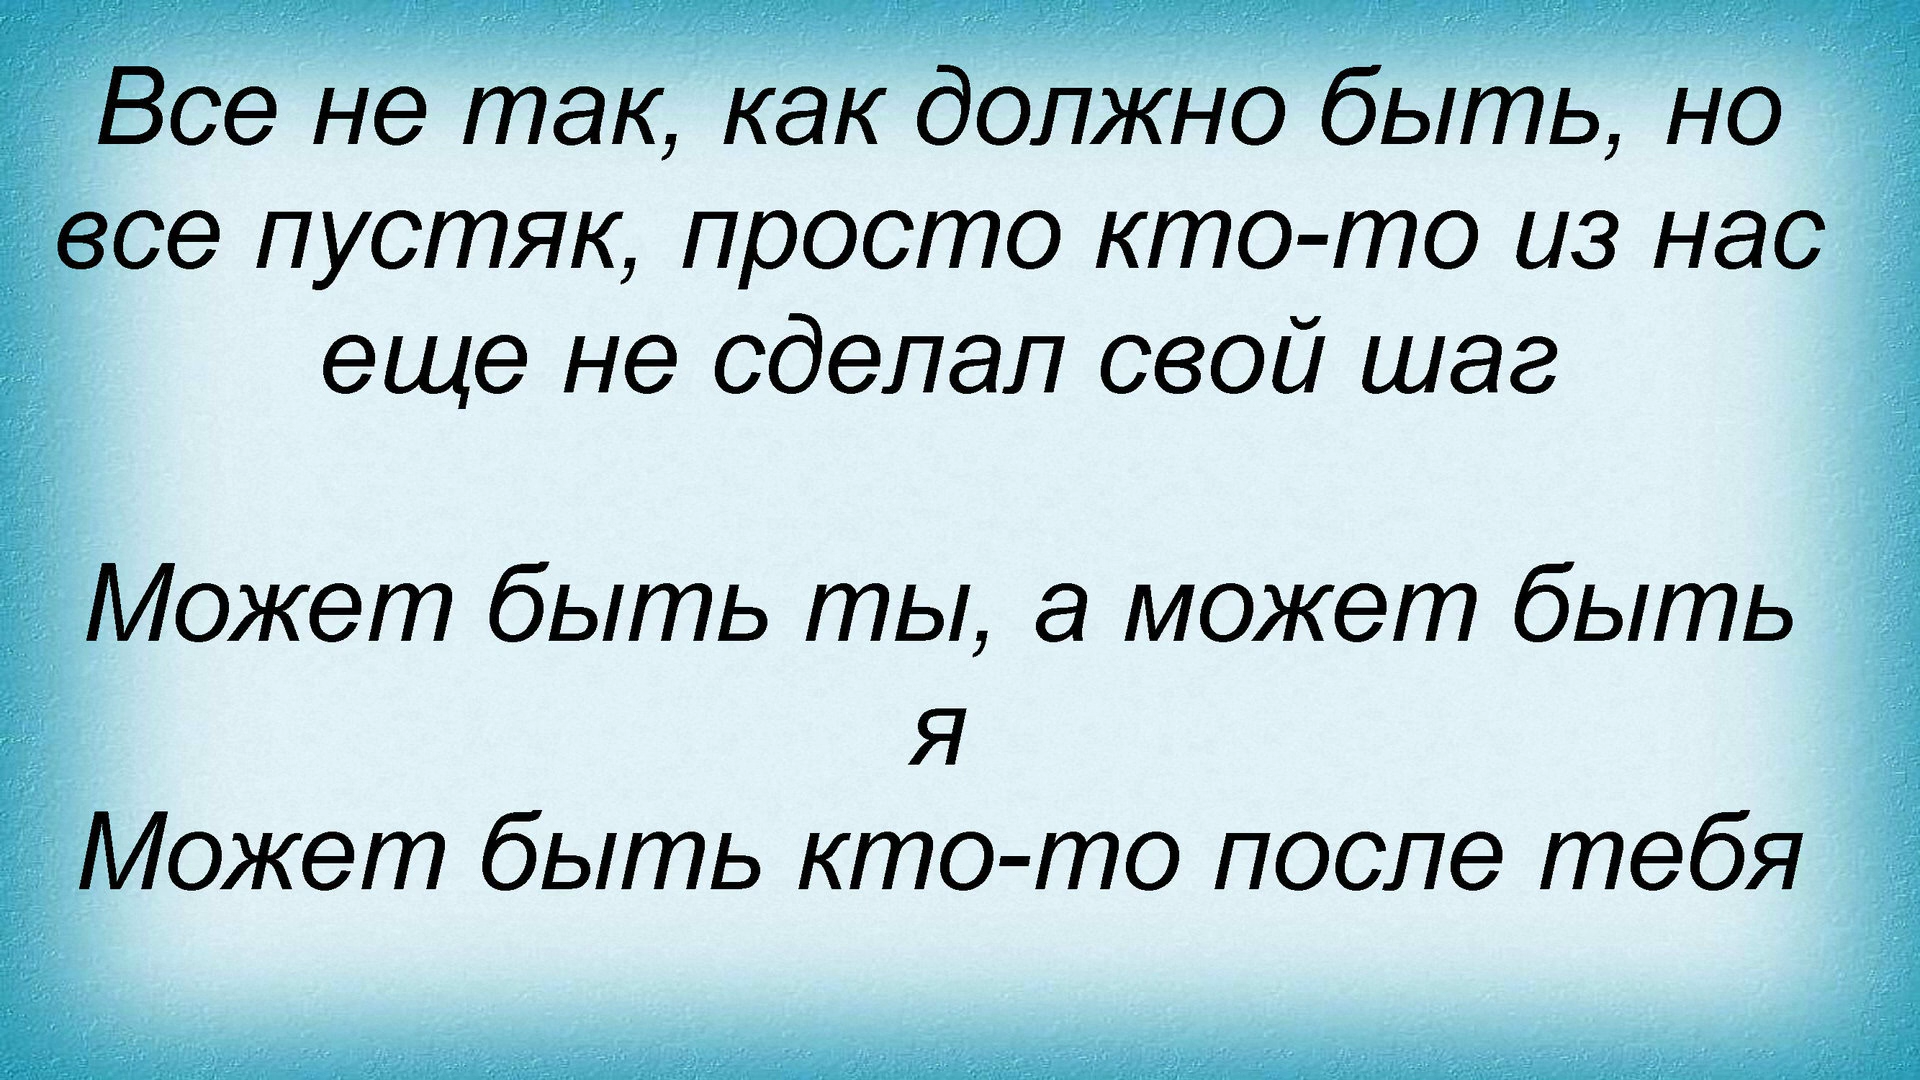 Все не так, как должно быть, но
все пустяк, просто кто-то из нас
еще не сделал свой шаг
Может быть ты, а может быть
я
Может быть кто-то после тебя